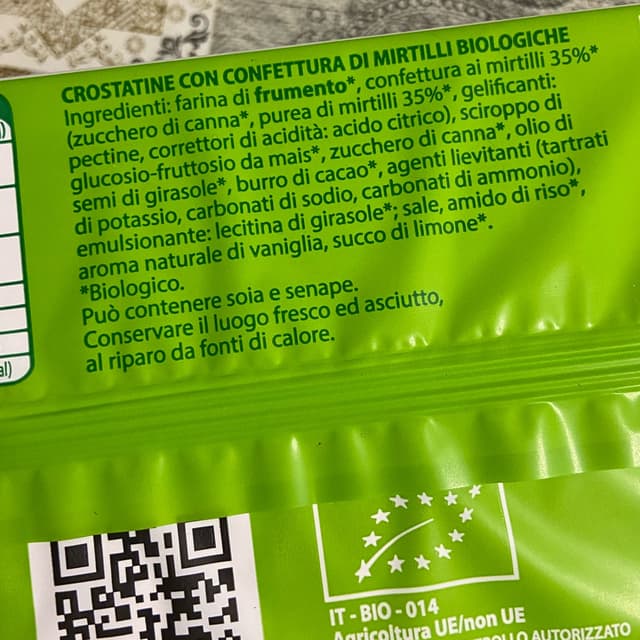 CROSTATINE CON CONFETTURA DI MIRTILLI BIOLOGICHE
Ingredienti: farina di frumento*, confettura ai mirtilli 35%*
(zucchero di canna*, purea di mirtilli 35%*, gelificanti:
pectine, correttori di acidità: acido citrico), sciroppo di
glucosio-fruttosio da mais*, zucchero di canna*, olio di
semi di girasole*, burro di cacao*, agenti lievitanti (tartrati
di potassio, carbonati di sodio, carbonati di ammonio),
emulsionante: lecitina di girasole*; sale, amido di riso*,
aroma naturale di vaniglia, succo di limone*.
*Biologico.
Può contenere soia e senape.
Conservare il luogo fresco ed asciutto,
al riparo da fonti di calore.
IT - BIO - 014
Agricoltura UE/non UE
AUTORIZZATO